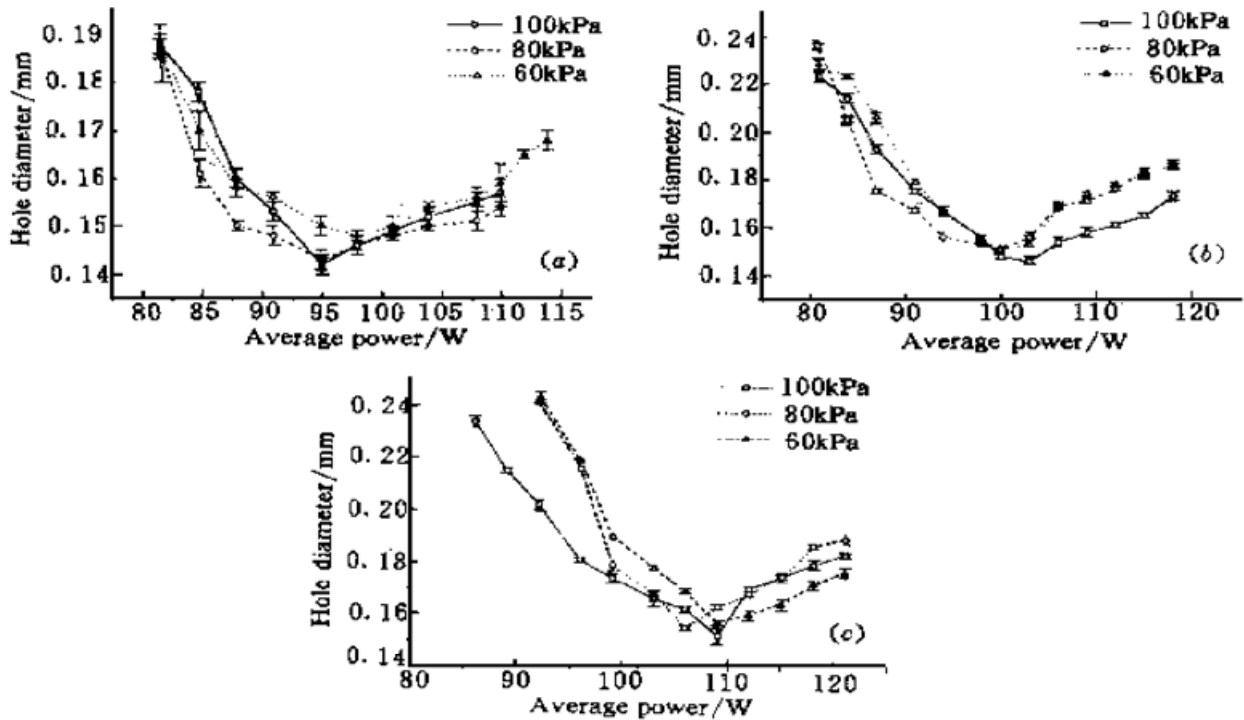 Hole diameter/mm
0.19
0.18
0.17
0.16
0.15
0.14
100kPa
80kPa
60kPa
(a)
80 85 90 95 100 105 110 115
Average power/W
Hole diameter/mm
0.24
0.22
0.20
0.18
0.16
0.14
100kPa
80kPa
60kPa
(b)
80 90 100 110 120
Average power/W
Hole diameter/mm
0.24
0.22
0.20
0.18
0.16
0.14
100kPa
80kPa
60kPa
(c)
80 90 100 110 120
Average power/W